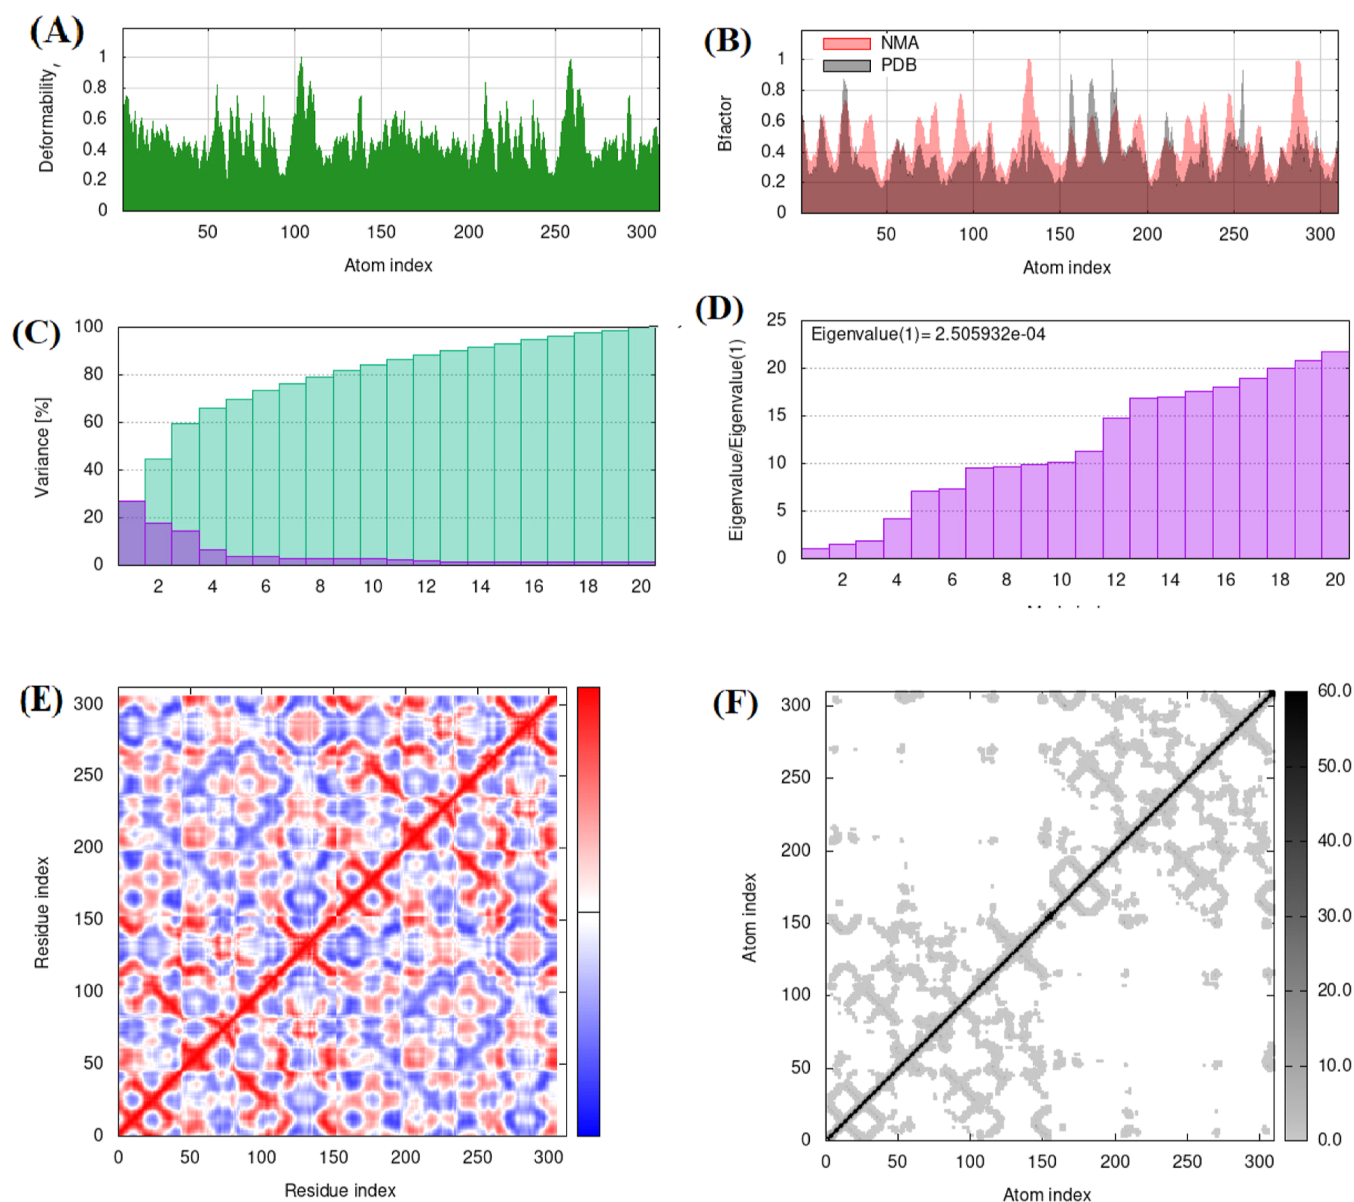 (A)
Deformability,
1
0.8
0.6
0.4
0.2
0
50 100 150 200 250 300
Atom index
(B)
NMA
PDB
Bfactor
1
0.8
0.6
0.4
0.2
0
50 100 150 200 250 300
Atom index
(C)
Variance [%]
100
80
60
40
20
0
2 4 6 8 10 12 14 16 18 20
(D)
Eigenvalue(1)= 2.505932e-04
Eigenvalue/Eigenvalue(1)
25
20
15
10
5
0
2 4 6 8 10 12 14 16 18 20
(E)
Residue index
300
250
200
150
100
50
0
0 50 100 150 200 250 300
Residue index
(F)
Atom index
300
250
200
150
100
50
0
0 50 100 150 200 250 300
Atom index
60.0
50.0
40.0
30.0
20.0
10.0
0.0